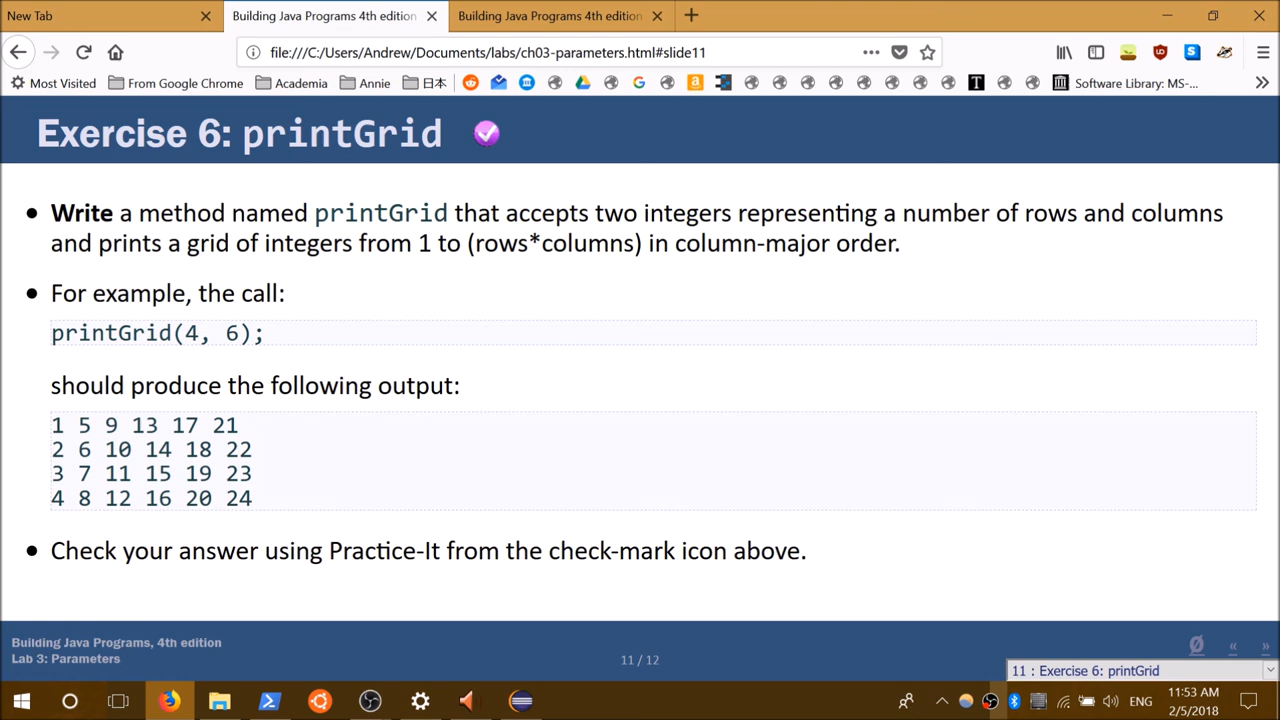 New Tab
Building Java Programs 4th edition
Building Java Programs 4th edition
file:///C:/Users/Andrew/Documents/labs/ch03-parameters.html#slide11
Most Visited From Google Chrome Academia Annie 日本 Software Library: MS-...
Exercise 6: printGrid
• Write a method named printGrid that accepts two integers representing a number of rows and columns
and prints a grid of integers from 1 to (rows*columns) in column-major order.
• For example, the call:
printGrid(4, 6);
should produce the following output:
1 5 9 13 17 21
2 6 10 14 18 22
3 7 11 15 19 23
4 8 12 16 20 24
• Check your answer using Practice-It from the check-mark icon above.
Building Java Programs, 4th edition
Lab 3: Parameters
11 / 12
Ø « »
11 : Exercise 6: printGrid
ENG
11:53 AM
2/5/2018